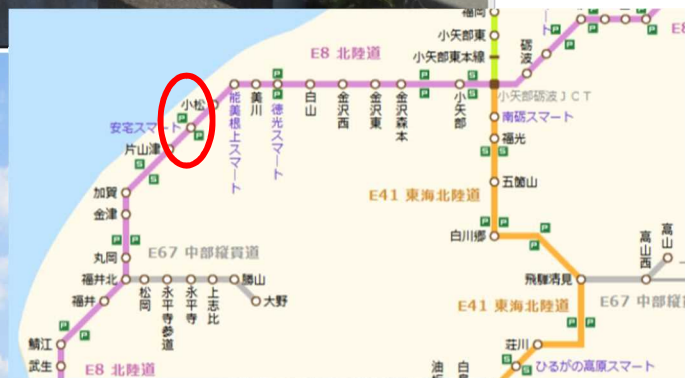 福岡
小矢部東
小矢部東本線
砺波
E8 北陸道
小松
能美根上スマート
美川
徳光スマート
白山
金沢西
金沢東
金沢森本
小矢部
小矢部砺波JCT
安宅スマート
片山津
南砺スマート
福光
加賀
金津
丸岡
福井北
福井
E41 東海北陸道
五箇山
白川郷
E67 中部縦貫道
松岡
永平寺参道
永平寺
上志比
勝山
大野
高山西
高山
飛騨清見
E41 東海北陸道
E67 中部縦
荘川
鯖江
武生
E8 北陸道
ひるがの高原スマート
白
油
P
S